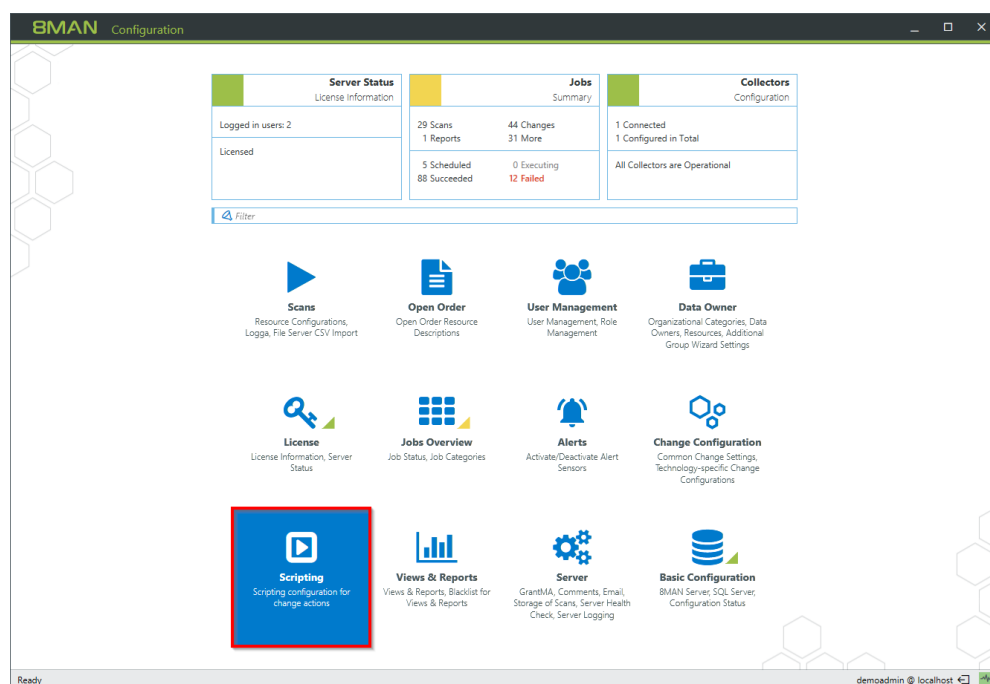 8MAN Configuration
Server Status
License Information
Logged in users: 2
Licensed
Jobs
Summary
29 Scans 44 Changes
1 Reports 31 More
5 Scheduled 0 Executing
88 Succeeded 12 Failed
Collectors
Configuration
1 Connected
1 Configured in Total
All Collectors are Operational
Filter
Scans
Resource Configurations,
Logga, File Server CSV Import
Open Order
Open Order Resource
Descriptions
User Management
User Management, Role
Management
Data Owner
Organizational Categories, Data
Owners, Resources, Additional
Group Wizard Settings
License
License Information, Server
Status
Jobs Overview
Job Status, Job Categories
Alerts
Activate/Deactivate Alert
Sensors
Change Configuration
Common Change Settings,
Technology-specific Change
Configurations
Scripting
Scripting configuration for
change actions
Views & Reports
Views & Reports, Blacklist for
Views & Reports
Server
GrantMA, Comments, Email,
Storage of Scans, Server Health
Check, Server Logging
Basic Configuration
8MAN Server, SQL Server,
Configuration Status
Ready demoadmin @ localhost